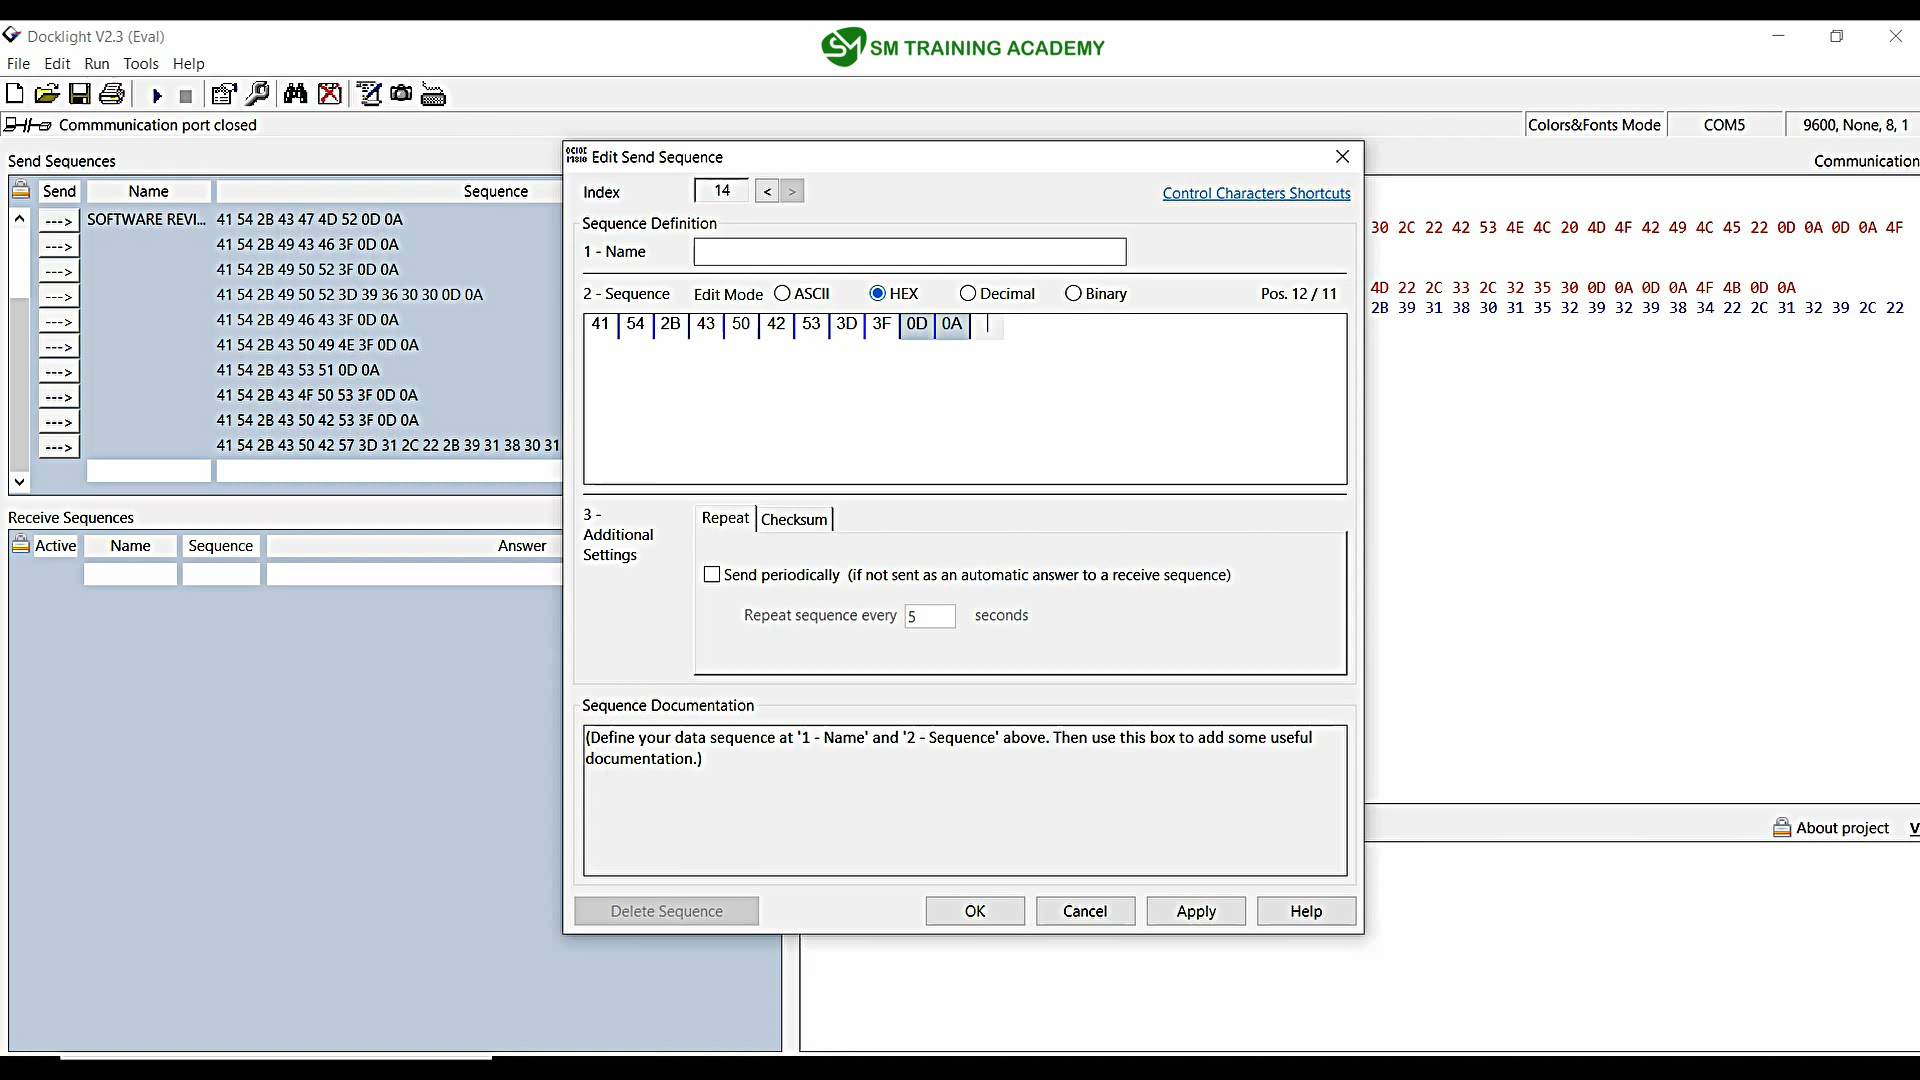 Docklight V2.3 (Eval)
SM TRAINING ACADEMY
File Edit Run Tools Help
Commmunication port closed
Colors&Fonts Mode COM5 9600, None, 8, 1
Send Sequences
Send Name Sequence
SOFTWARE REVI... 41 54 2B 43 47 4D 52 0D 0A
---> 41 54 2B 49 43 46 3F 0D 0A
---> 41 54 2B 49 50 52 3F 0D 0A
---> 41 54 2B 49 50 52 3D 39 36 30 30 0D 0A
---> 41 54 2B 49 46 43 3F 0D 0A
---> 41 54 2B 43 50 49 4E 3F 0D 0A
---> 41 54 2B 43 53 51 0D 0A
---> 41 54 2B 43 4F 50 53 3F 0D 0A
---> 41 54 2B 43 50 42 53 3F 0D 0A
---> 41 54 2B 43 50 42 57 3D 31 2C 22 2B 39 31 38 30 31
Receive Sequences
Active Name Sequence Answer
Edit Send Sequence
Index 14 < > Control Characters Shortcuts
Sequence Definition
1 - Name
2 - Sequence Edit Mode ASCII HEX Decimal Binary Pos. 12 / 11
41 54 2B 43 50 42 53 3D 3F 0D 0A
3 - Additional Settings
Repeat Checksum
Send periodically (if not sent as an automatic answer to a receive sequence)
Repeat sequence every 5 seconds
Sequence Documentation
(Define your data sequence at '1 - Name' and '2 - Sequence' above. Then use this box to add some useful
documentation.)
Delete Sequence OK Cancel Apply Help
Communication
30 2C 22 42 53 4E 4C 20 4D 4F 42 49 4C 45 22 0D 0A 0D 0A 4F
4D 22 2C 33 2C 32 35 30 0D 0A 0D 0A 4F 4B 0D 0A
2B 39 31 38 30 31 35 32 39 32 39 38 34 22 2C 31 32 39 2C 22
About project